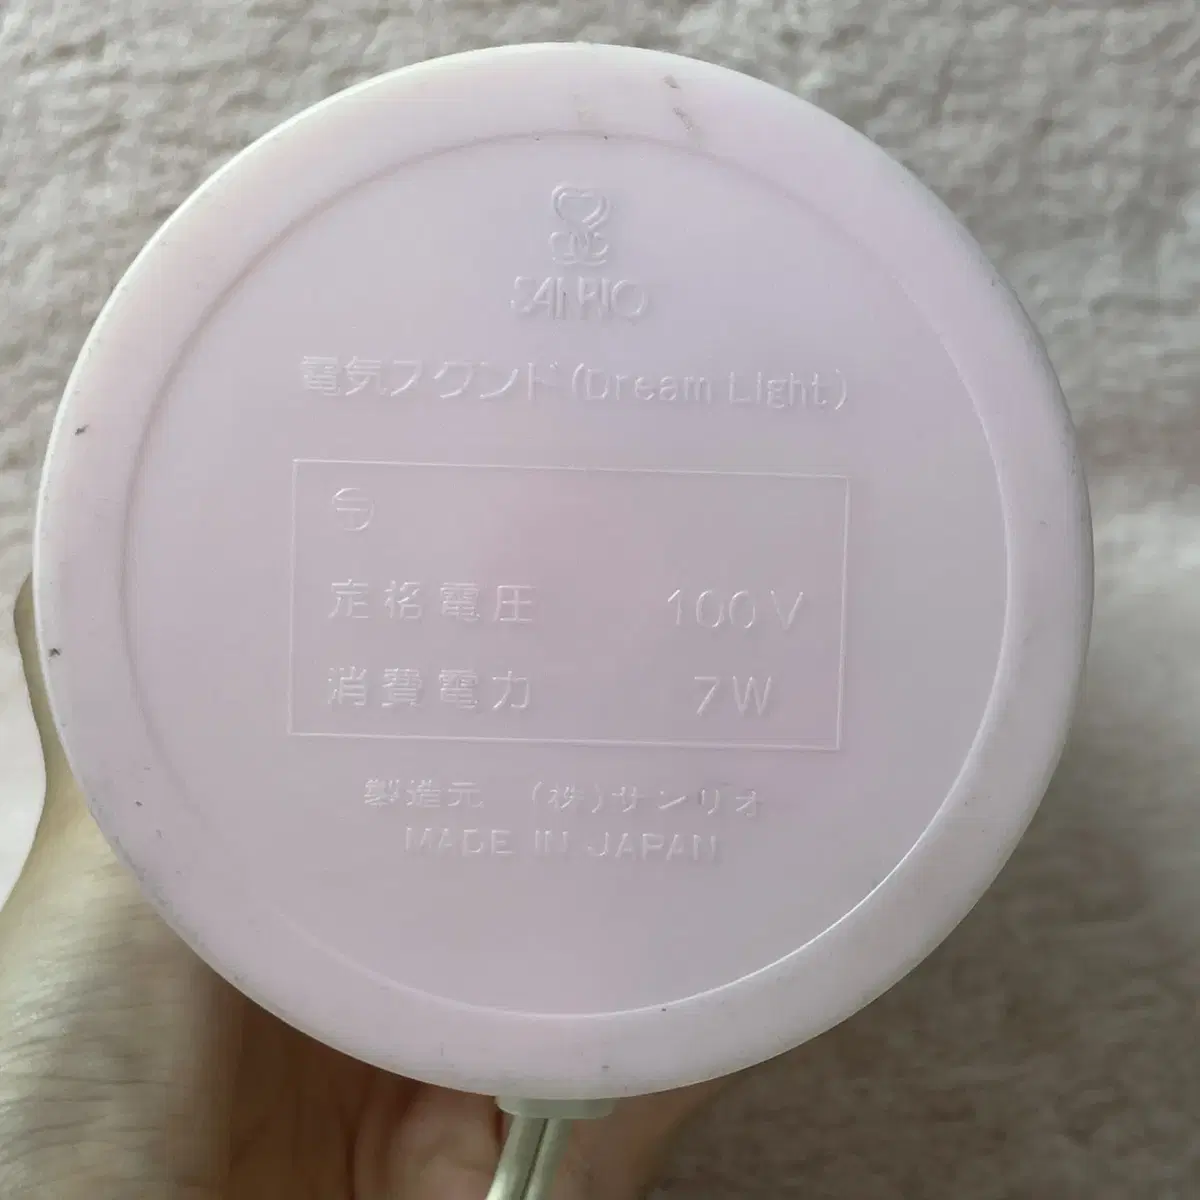 SANRIO
電気スタンド(Dream Light)
〒
定格電圧 100V
消費電力 7W
製造元 (株)サンリオ
MADE IN JAPAN